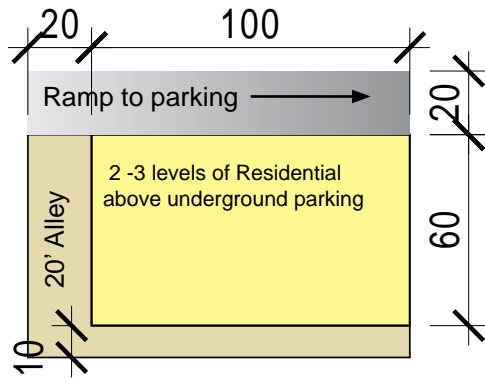 20 100
Ramp to parking
20
2 -3 levels of Residential
above underground parking
20' Alley
60
10